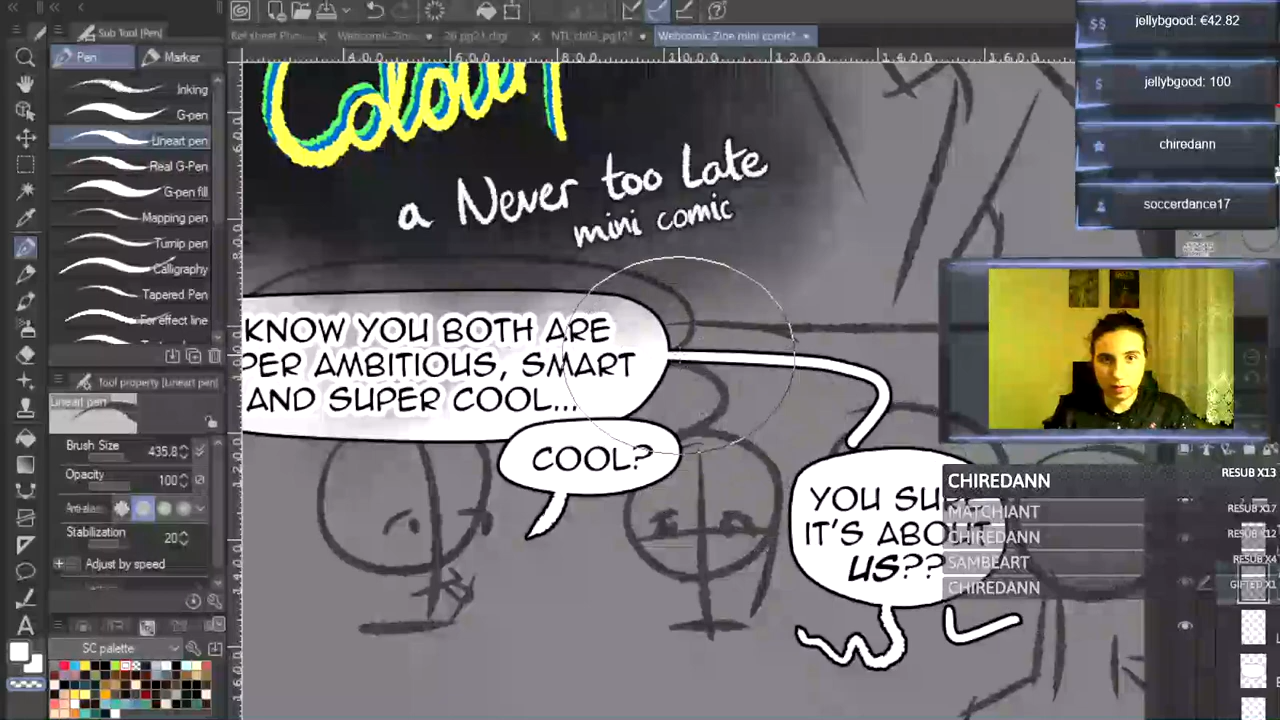 Sub Tool [Pen]
Pen
Marker
Inking
G-pen
Lineart pen
Real G-Pen
G-pen fill
Mapping pen
Turnip pen
Calligraphy
Tapered Pen
For effect line
Tool property [Lineart pen]
Lineart pen
Brush Size
435.8
Opacity
100
Stabilization
20
Adjust by speed
SC palette
Webcomic Zine mini comic*
Colour
a Never too Late
mini comic
KNOW YOU BOTH ARE
PER AMBITIOUS, SMART
AND SUPER COOL...
COOL?
YOU SU
IT'S ABOUT
US??
jellybgood: €42.82
jellybgood: 100
chiredann
soccerdance17
CHIREDANN
RESUB X13
MATCHIANT
RESUB X17
CHIREDANN
RESUB X12
SAMBEART
RESUB X4
CHIREDANN
GIFTED X1